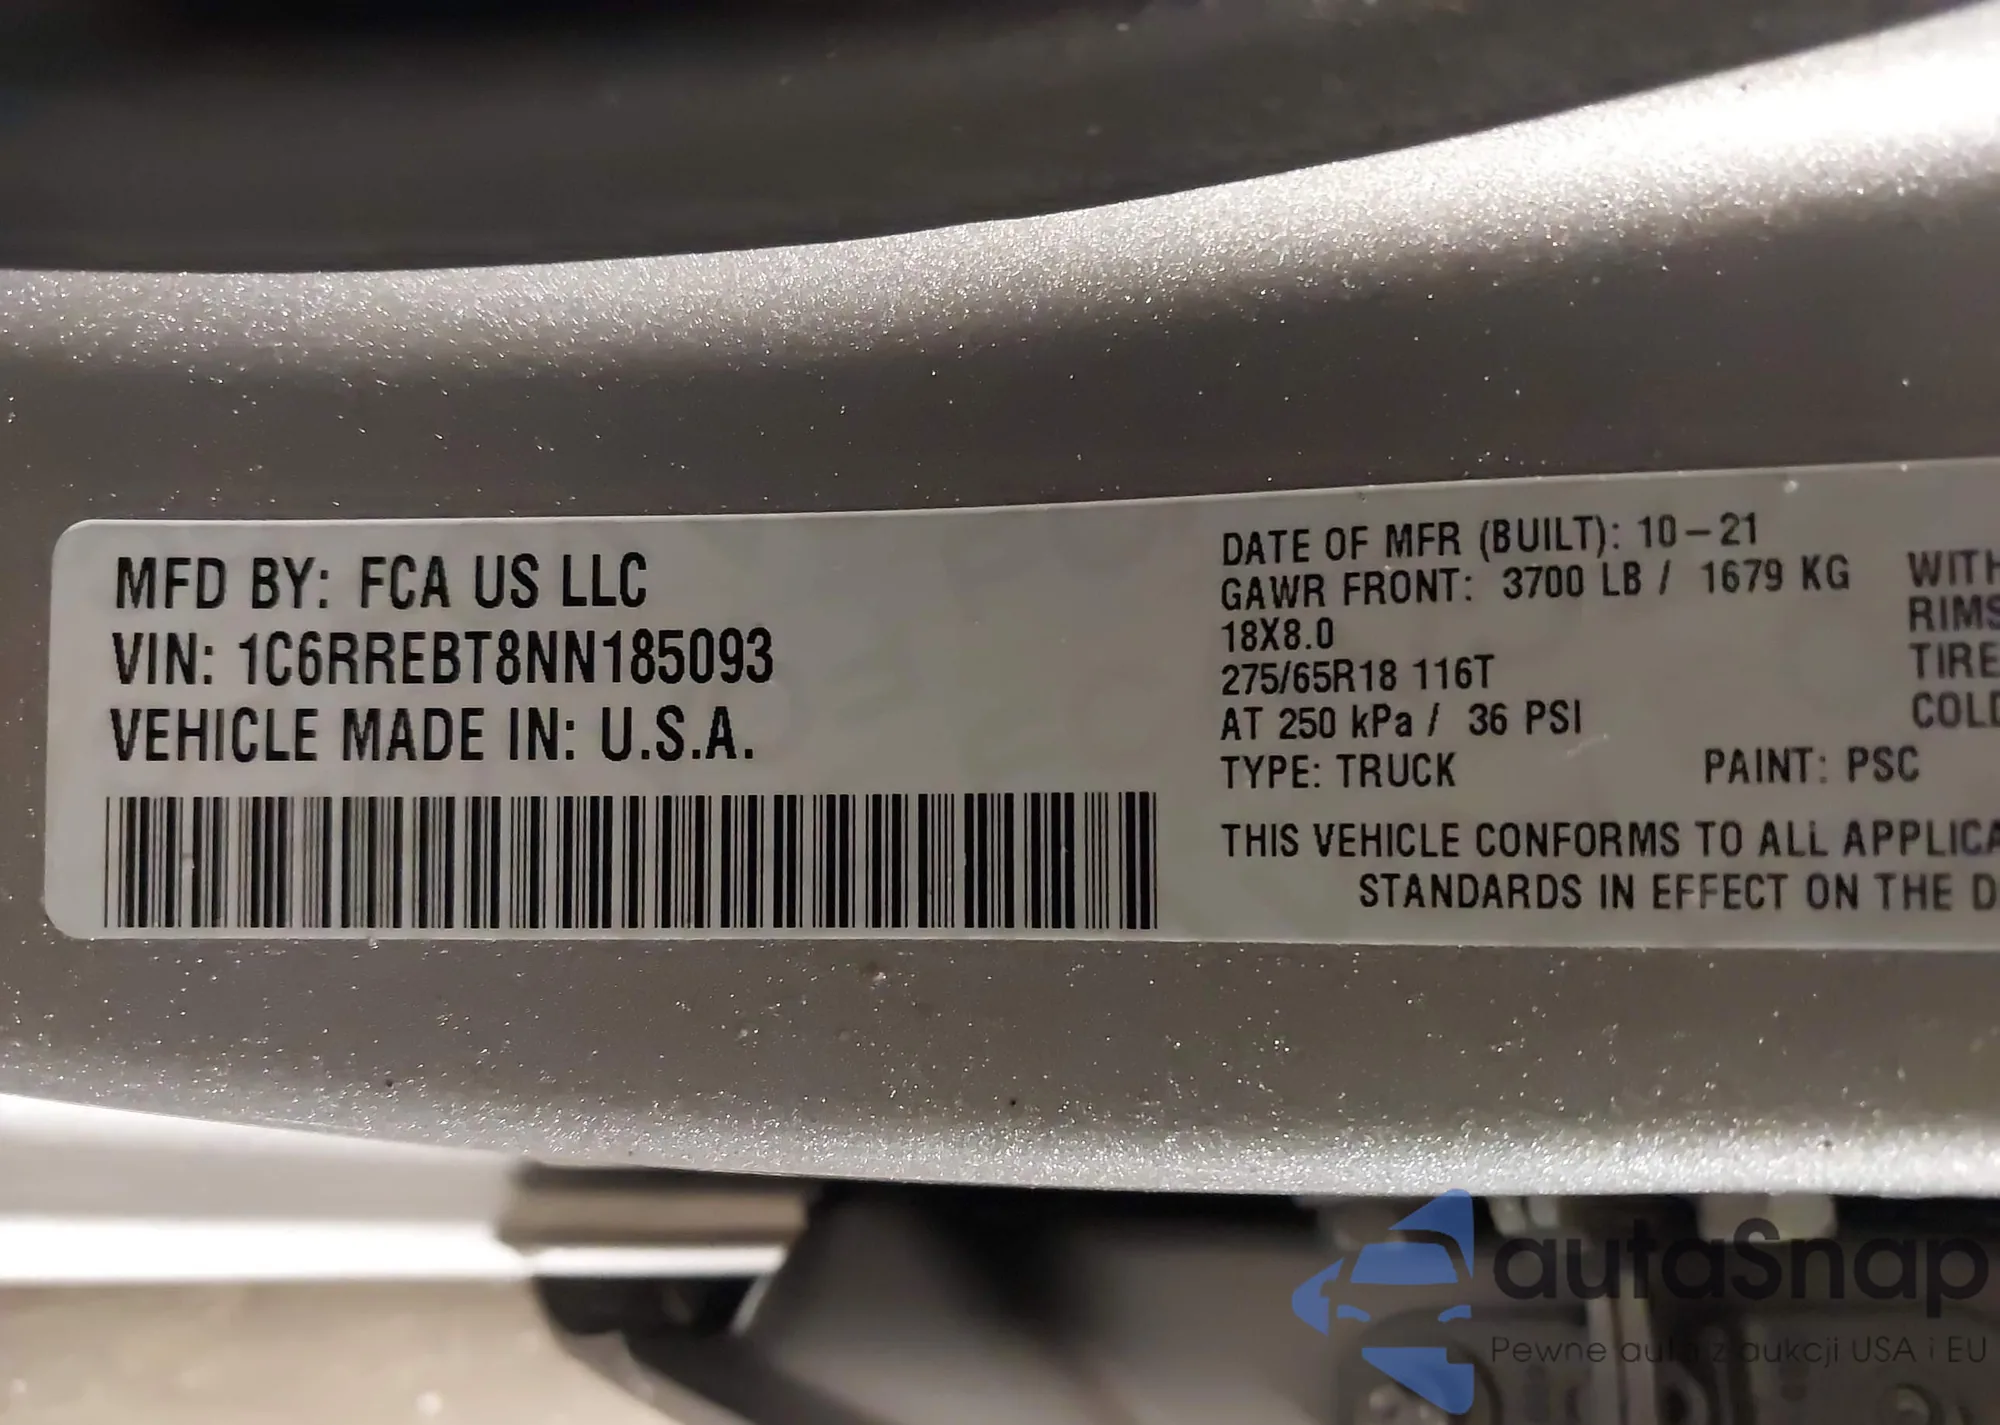 MFD BY: FCA US LLC
VIN: 1C6RREBT8NN185093
VEHICLE MADE IN: U.S.A.
DATE OF MFR (BUILT): 10-21
GAWR FRONT: 3700 LB / 1679 KG
18X8.0
275/65R18 116T
AT 250 kPa / 36 PSI
TYPE: TRUCK PAINT: PSC
WITH
RIMS
TIRE
COLD
THIS VEHICLE CONFORMS TO ALL APPLICA
STANDARDS IN EFFECT ON THE D
autaSnap
Pewne auta z aukcji USA i EU